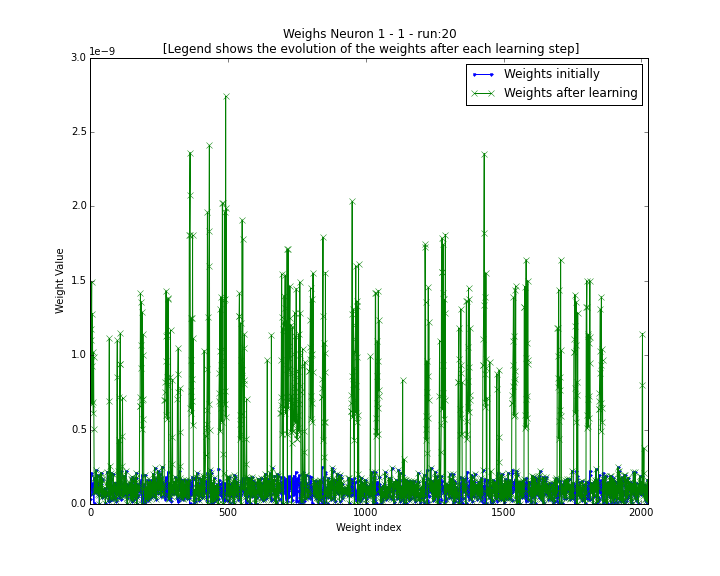 Weighs Neuron 1 - 1 - run:20
[Legend shows the evolution of the weights after each learning step]
1e−9
3.0
Weights initially
Weights after learning
2.5
2.0
1.5
1.0
0.5
0.0
Weight Value
0 500 1000 1500 2000
Weight index